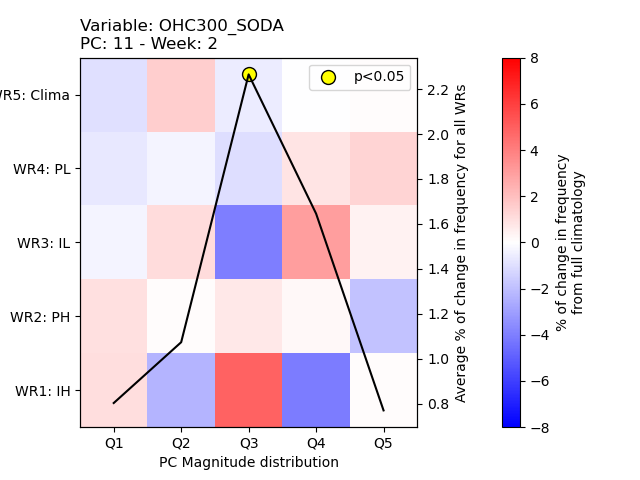 Variable: OHC300_SODA
PC: 11 - Week: 2
p<0.05
WR5: Clima
WR4: PL
WR3: IL
WR2: PH
WR1: IH
Q1 Q2 Q3 Q4 Q5
PC Magnitude distribution
2.2
2.0
1.8
1.6
1.4
1.2
1.0
0.8
Average % of change in frequency for all WRs
8
6
4
2
0
−2
−4
−6
−8
% of change in frequency
from full climatology